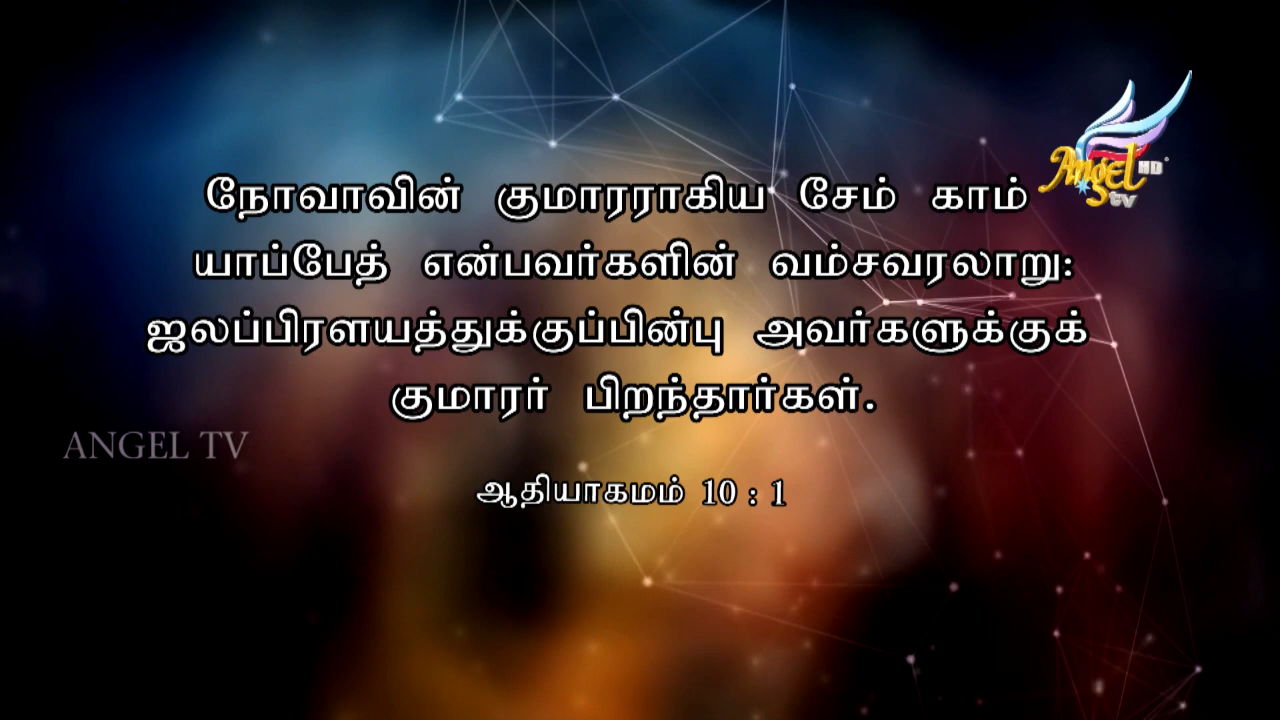 Angel HD
tv
நோவாவின் குமாரராகிய சேம் காம்
யாப்பேத் என்பவர்களின் வம்சவரலாறு:
ஜலப்பிரளயத்துக்குப்பின்பு அவர்களுக்குக்
குமாரர் பிறந்தார்கள்.
ANGEL TV
ஆதியாகமம் 10 : 1